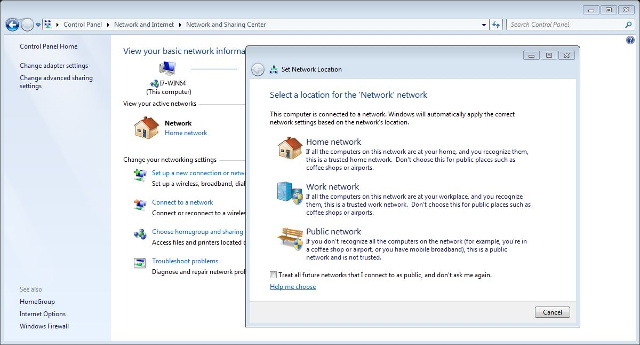 Control Panel ▸ Network and Internet ▸ Network and Sharing Center
Search Control Panel
Control Panel Home
Change adapter settings
Change advanced sharing
settings
See also
HomeGroup
Internet Options
Windows Firewall
View your basic network informa
I7-WIN64
(This computer)
View your active networks
Network
Home network
Change your networking settings
Set up a new connection or netw
Set up a wireless, broadband, dial
Connect to a network
Connect or reconnect to a wirele
Choose homegroup and sharing
Access files and printers located o
Troubleshoot problems
Diagnose and repair network prob
Set Network Location
Select a location for the 'Network' network
This computer is connected to a network. Windows will automatically apply the correct
network settings based on the network's location.
Home network
If all the computers on this network are at your home, and you recognize them,
this is a trusted home network. Don't choose this for public places such as
coffee shops or airports.
Work network
If all the computers on this network are at your workplace, and you recognize
them, this is a trusted work network. Don't choose this for public places such as
coffee shops or airports.
Public network
If you don't recognize all the computers on the network (for example, you're in
a coffee shop or airport, or you have mobile broadband), this is a public
network and is not trusted.
Treat all future networks that I connect to as public, and don't ask me again.
Help me choose
Cancel